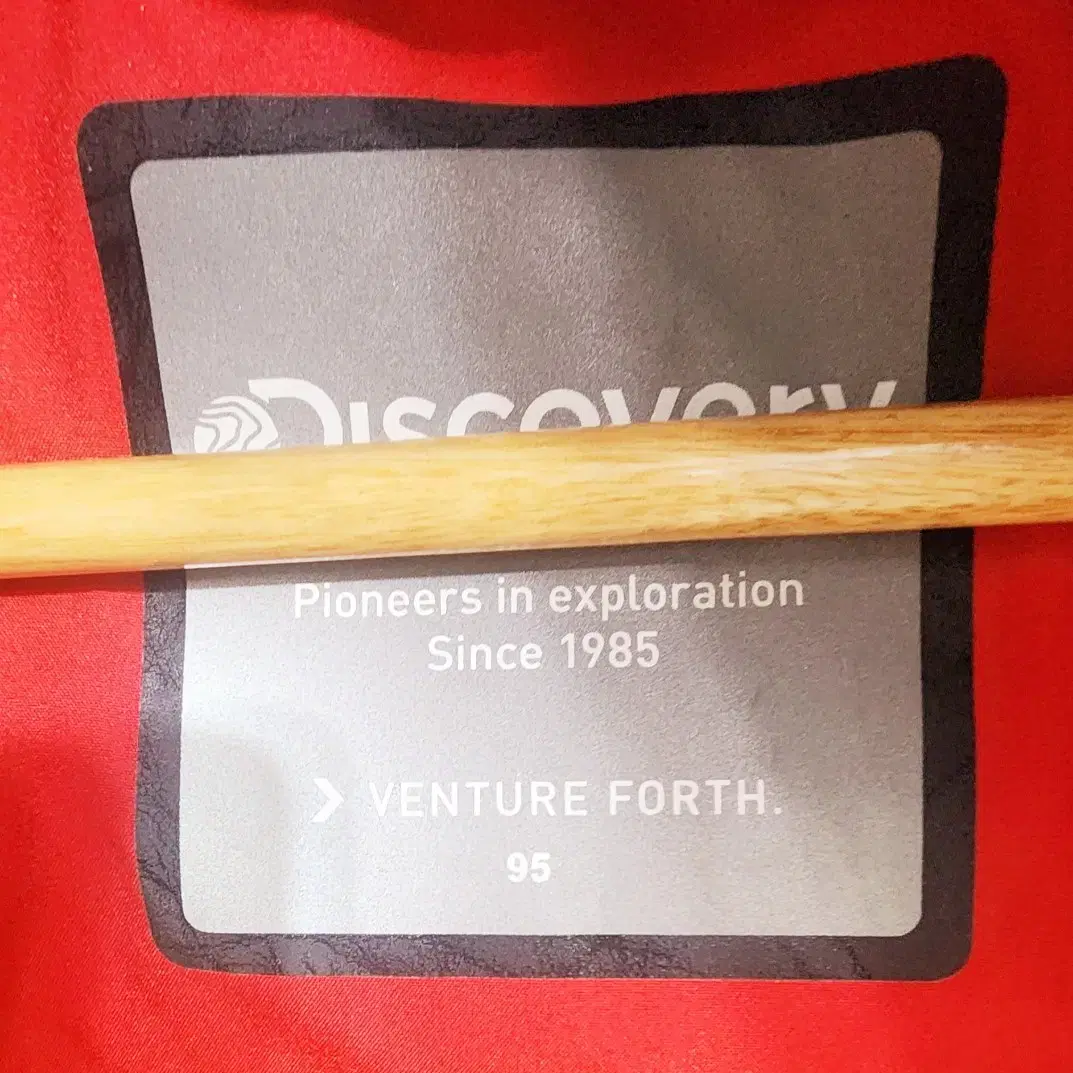 Discovery
Pioneers in exploration
Since 1985
VENTURE FORTH.
95